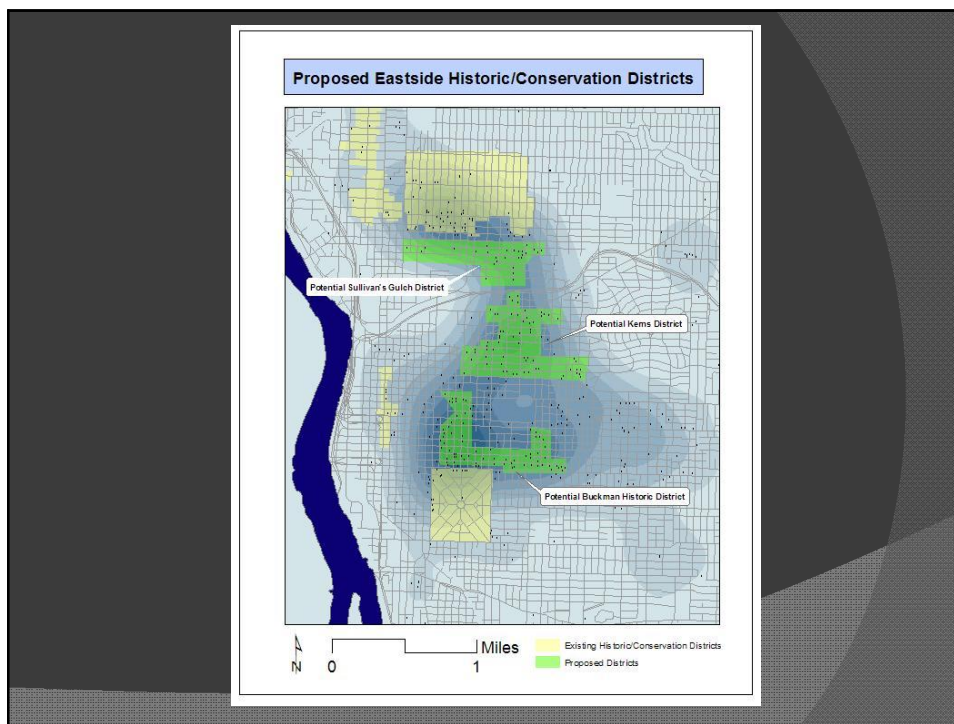 Proposed Eastside Historic/Conservation Districts
Potential Sullivan's Gulch District
Potential Kerns District
Potential Buckman Historic District
N
0
1
Miles
Existing Historic/Conservation Districts
Proposed Districts